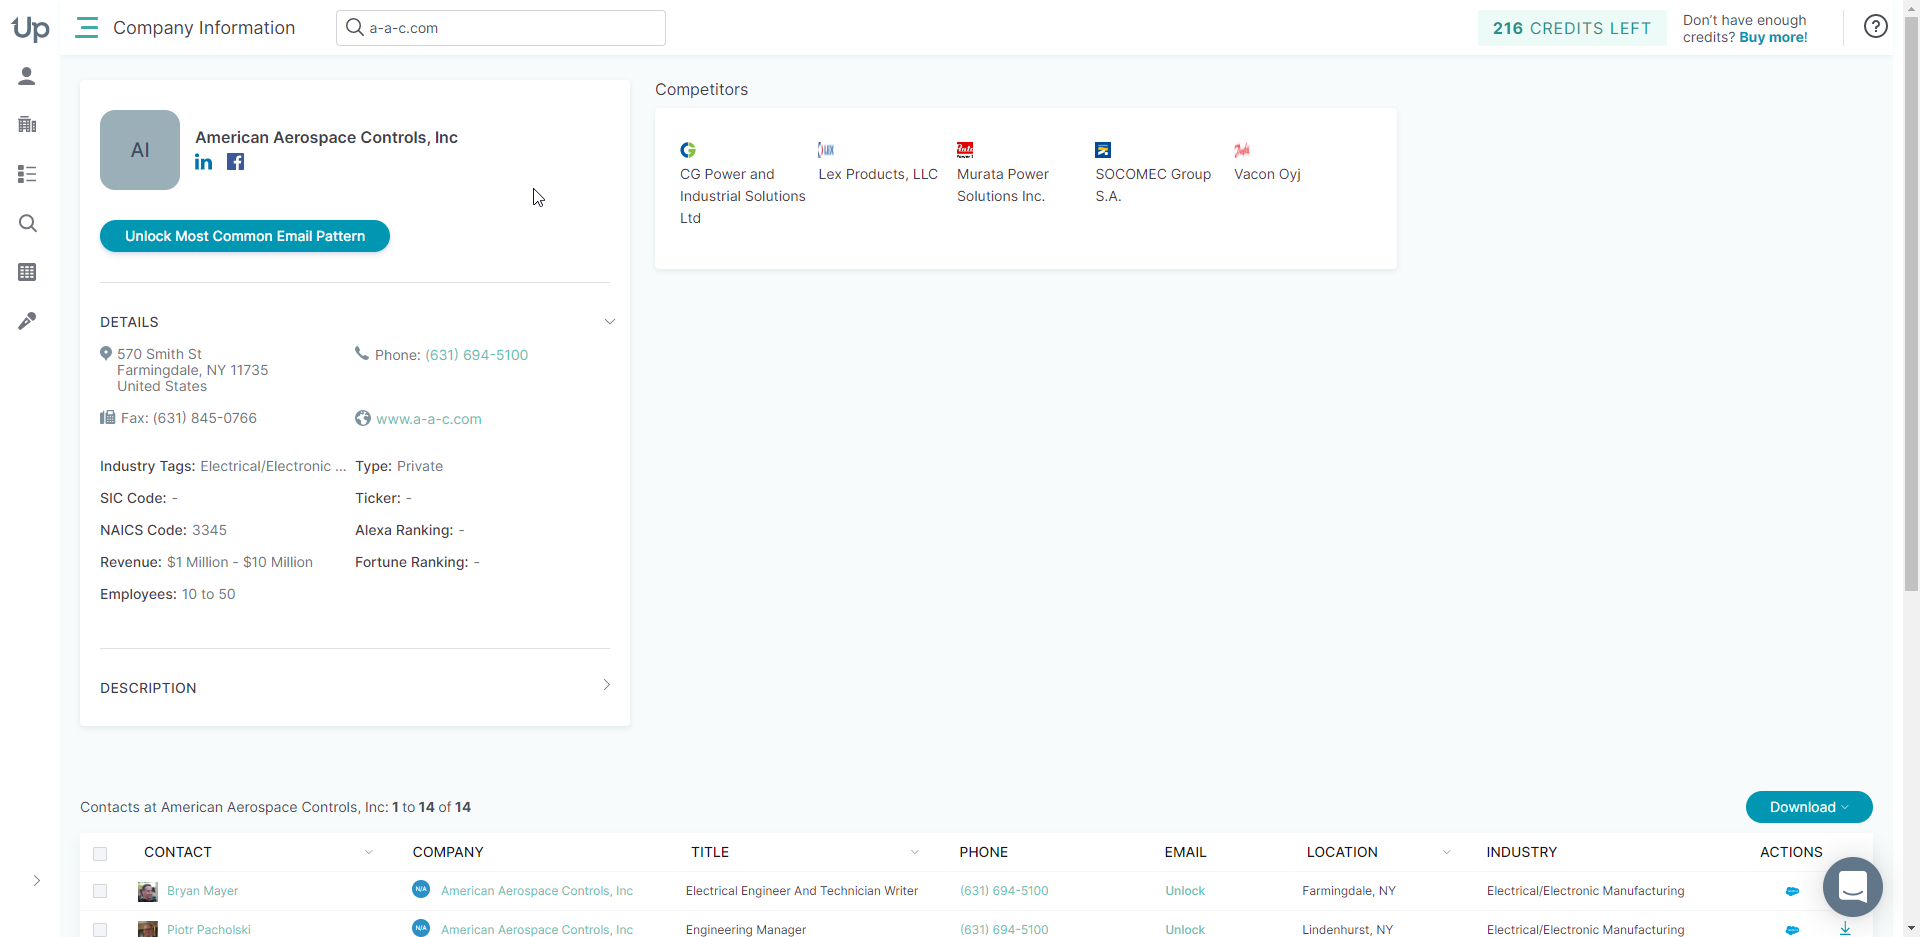 Up
Company Information
a-a-c.com
216 CREDITS LEFT
Don't have enough
credits? Buy more!
AI
American Aerospace Controls, Inc
Unlock Most Common Email Pattern
DETAILS
570 Smith St
Farmingdale, NY 11735
United States
Phone: (631) 694-5100
Fax: (631) 845-0766
www.a-a-c.com
Industry Tags: Electrical/Electronic ...
Type: Private
SIC Code: -
Ticker: -
NAICS Code: 3345
Alexa Ranking: -
Revenue: $1 Million - $10 Million
Fortune Ranking: -
Employees: 10 to 50
DESCRIPTION
Competitors
CG Power and
Industrial Solutions
Ltd
Lex Products, LLC
Murata Power
Solutions Inc.
SOCOMEC Group
S.A.
Vacon Oyj
Contacts at American Aerospace Controls, Inc: 1 to 14 of 14
Download
CONTACT COMPANY TITLE PHONE EMAIL LOCATION INDUSTRY ACTIONS
Bryan Mayer N/A American Aerospace Controls, Inc Electrical Engineer And Technician Writer (631) 694-5100 Unlock Farmingdale, NY Electrical/Electronic Manufacturing
Piotr Pacholski N/A American Aerospace Controls, Inc Engineering Manager (631) 694-5100 Unlock Lindenhurst, NY Electrical/Electronic Manufacturing